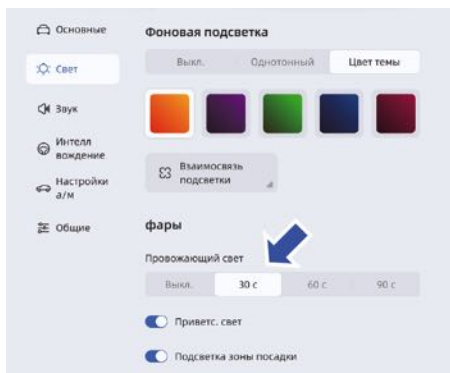 Основные
Свет
Звук
Интелл
вождение
Настройки
а/м
Общие
Фоновая подсветка
Выкл. Однотонный Цвет темы
Взаимосвязь
подсветки
фары
Провожающий свет
Выкл. 30 с 60 с 90 с
Приветс. свет
Подсветка зоны посадки